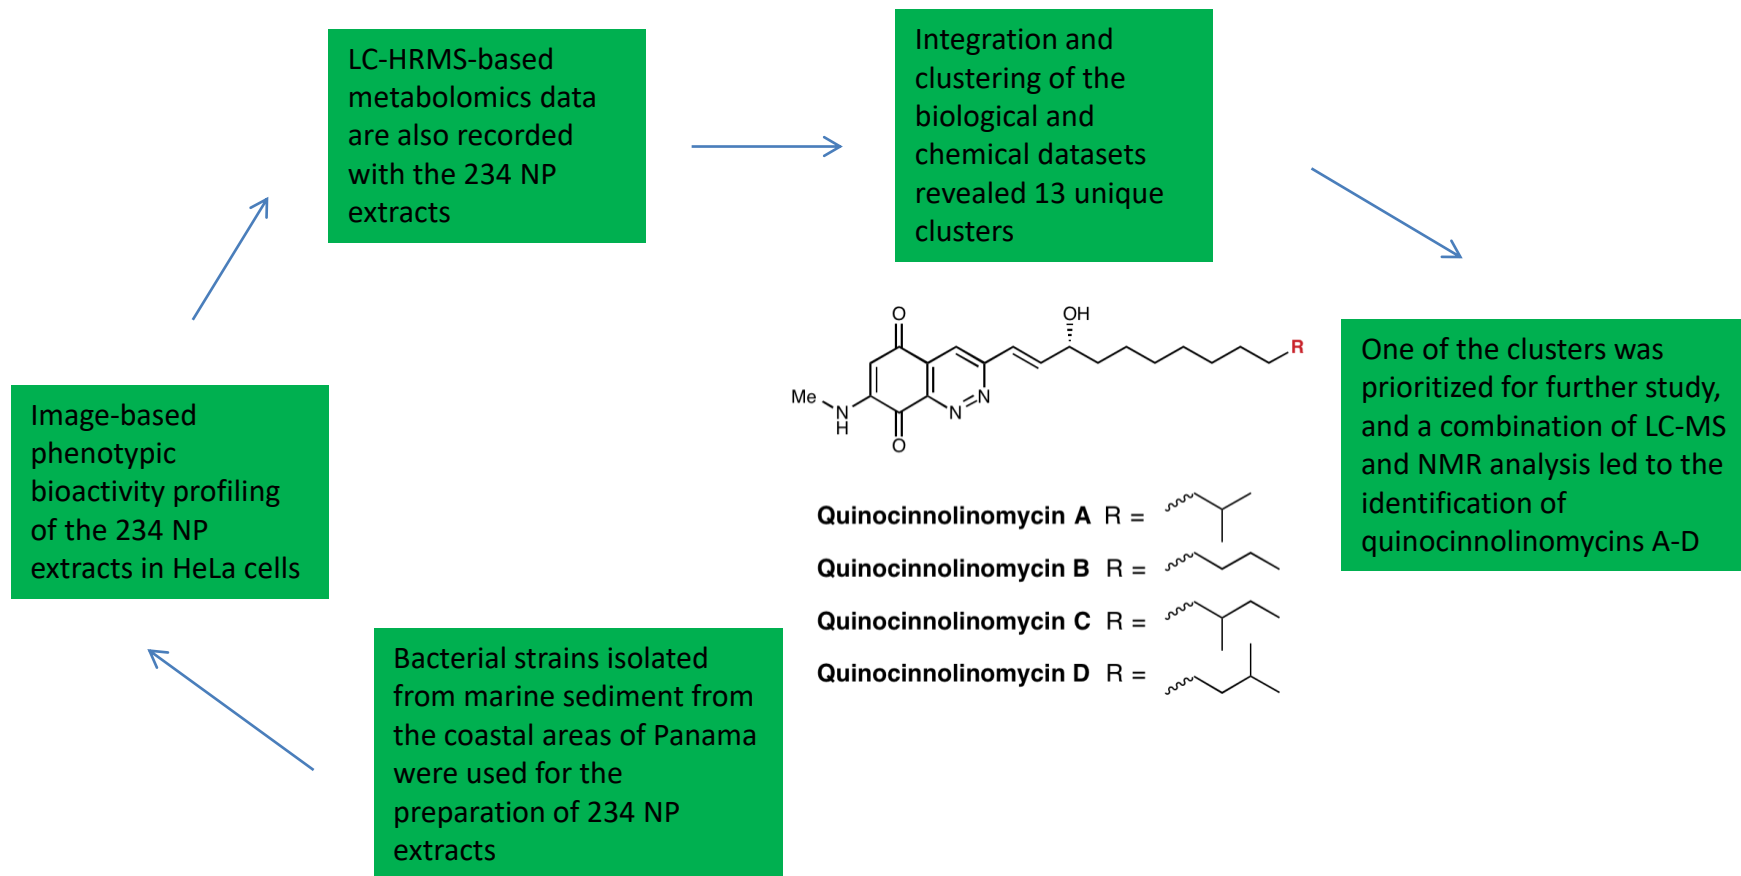 LC-HRMS-based
metabolomics data
are also recorded
with the 234 NP
extracts
Integration and
clustering of the
biological and
chemical datasets
revealed 13 unique
clusters
Image-based
phenotypic
bioactivity profiling
of the 234 NP
extracts in HeLa cells
One of the clusters was
prioritized for further study,
and a combination of LC-MS
and NMR analysis led to the
identification of
quinocinnolinomycins A-D
Bacterial strains isolated
from marine sediment from
the coastal areas of Panama
were used for the
preparation of 234 NP
extracts
O
OH
R
Me
N
H
N
N
O
Quinocinnolinomycin A R =
Quinocinnolinomycin B R =
Quinocinnolinomycin C R =
Quinocinnolinomycin D R =